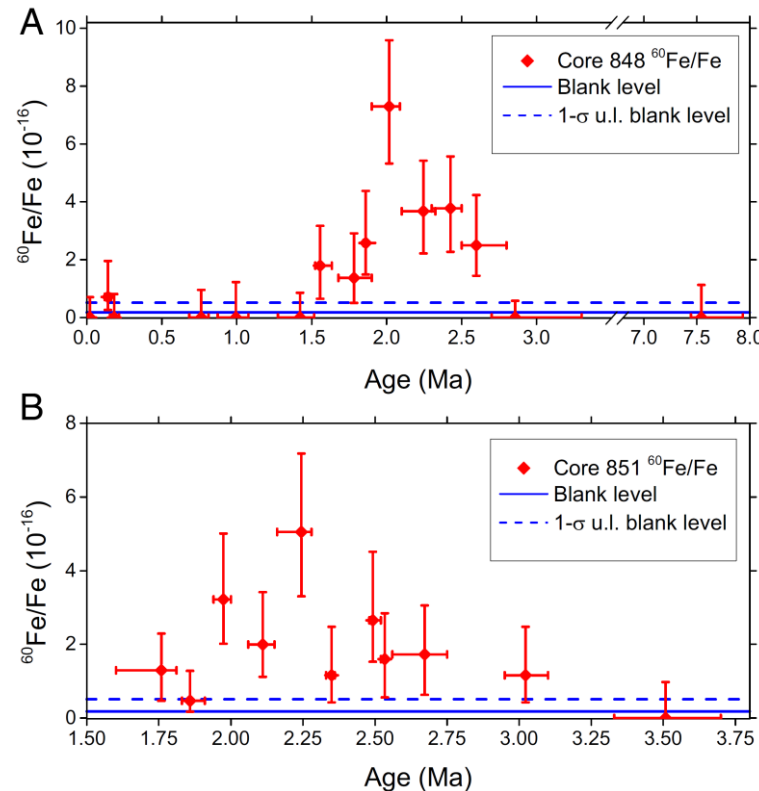 A
10
8
6
4
2
0
⁶⁰Fe/Fe (10⁻¹⁶)
Core 848 ⁶⁰Fe/Fe
Blank level
1-σ u.l. blank level
0.0 0.5 1.0 1.5 2.0 2.5 3.0 7.0 7.5 8.0
Age (Ma)
B
8
6
4
2
0
⁶⁰Fe/Fe (10⁻¹⁶)
Core 851 ⁶⁰Fe/Fe
Blank level
1-σ u.l. blank level
1.50 1.75 2.00 2.25 2.50 2.75 3.00 3.25 3.50 3.75
Age (Ma)